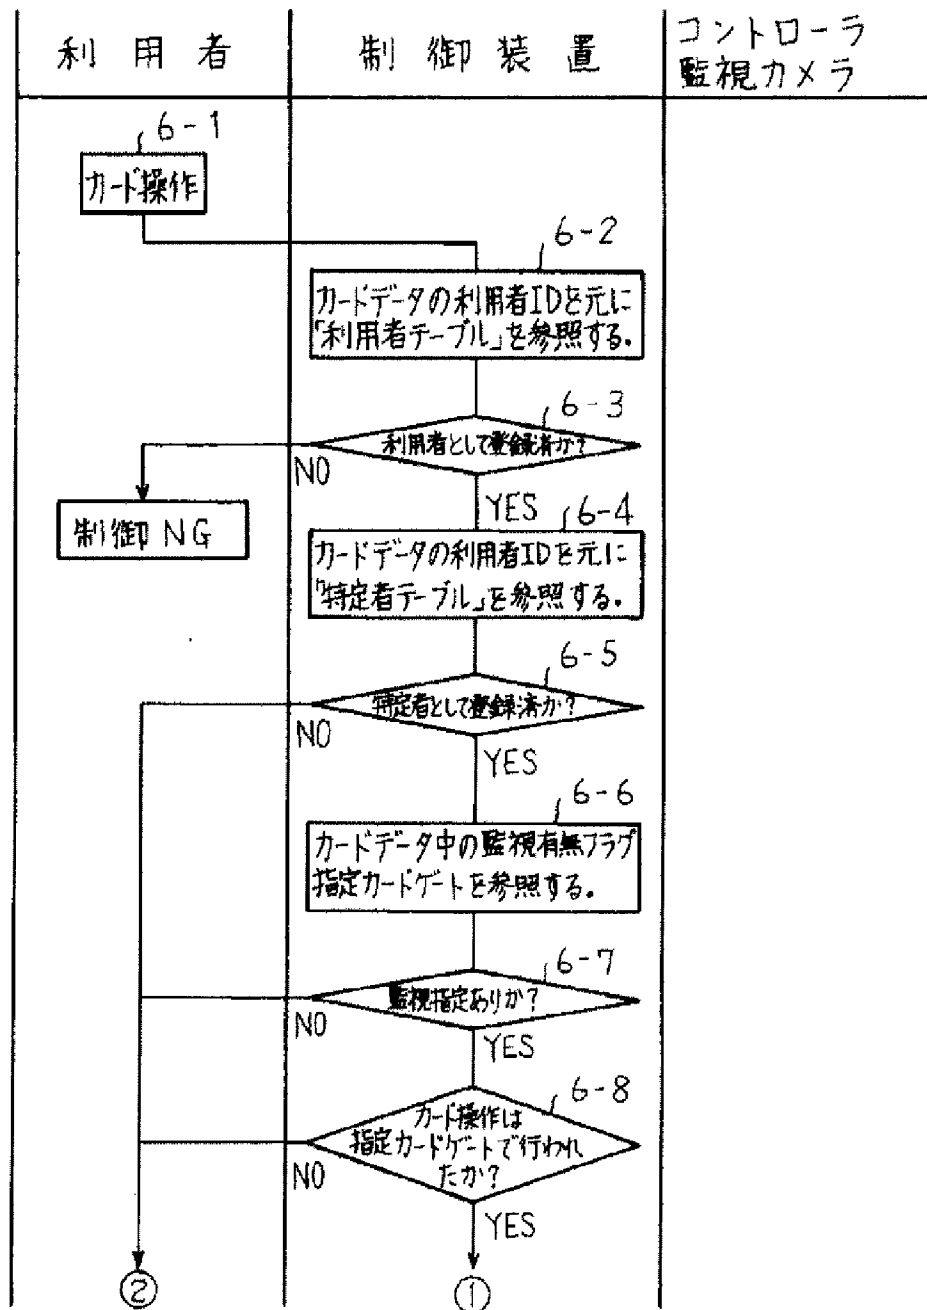 利用者
制御装置
コントローラ
監視カメラ
6-1
カード操作
6-2
カードデータの利用者IDを元に
「利用者テーブル」を参照する.
6-3
利用者として登録済か?
NO
制御NG
YES
6-4
カードデータの利用者IDを元に
「特定者テーブル」を参照する.
6-5
特定者として登録済か?
NO
YES
6-6
カードデータ中の監視有無フラグ
指定カードゲートを参照する.
6-7
監視指定ありか?
NO
YES
6-8
カード操作は
指定カードゲートで行われ
たか?
NO
YES
②
①